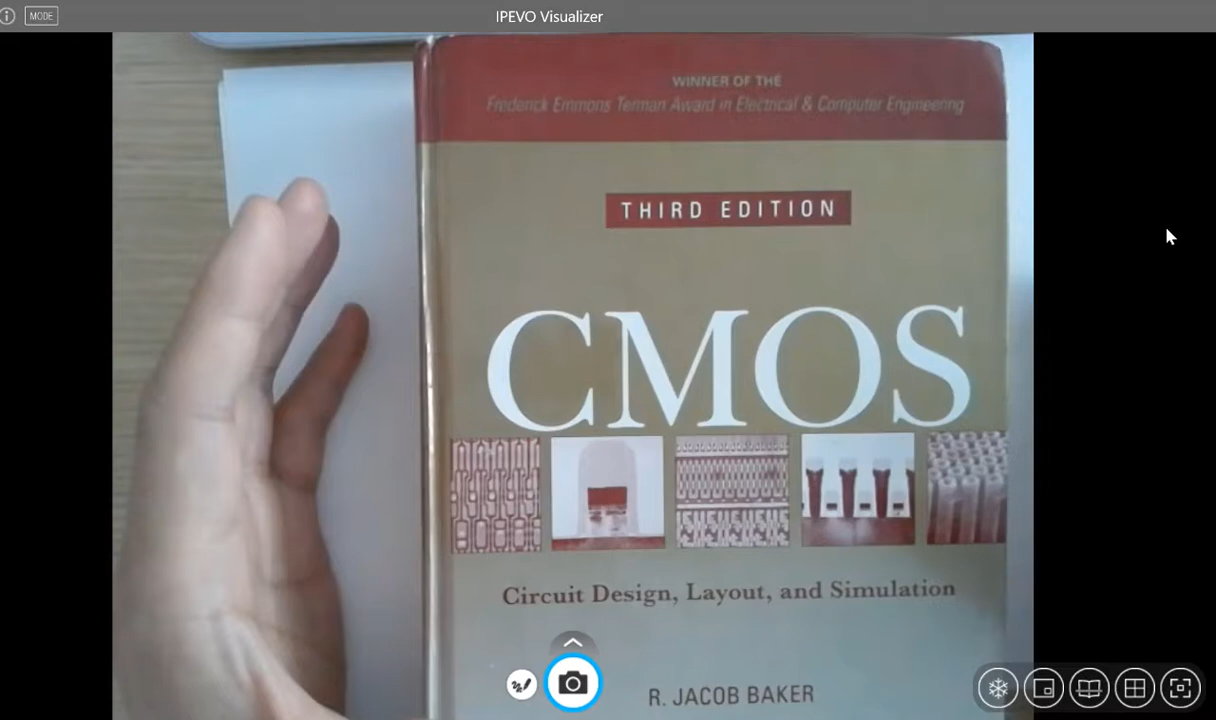 MODE
IPEVO Visualizer
WINNER OF THE
Frederick Emmons Terman Award in Electrical & Computer Engineering
THIRD EDITION
CMOS
Circuit Design, Layout, and Simulation
R. JACOB BAKER